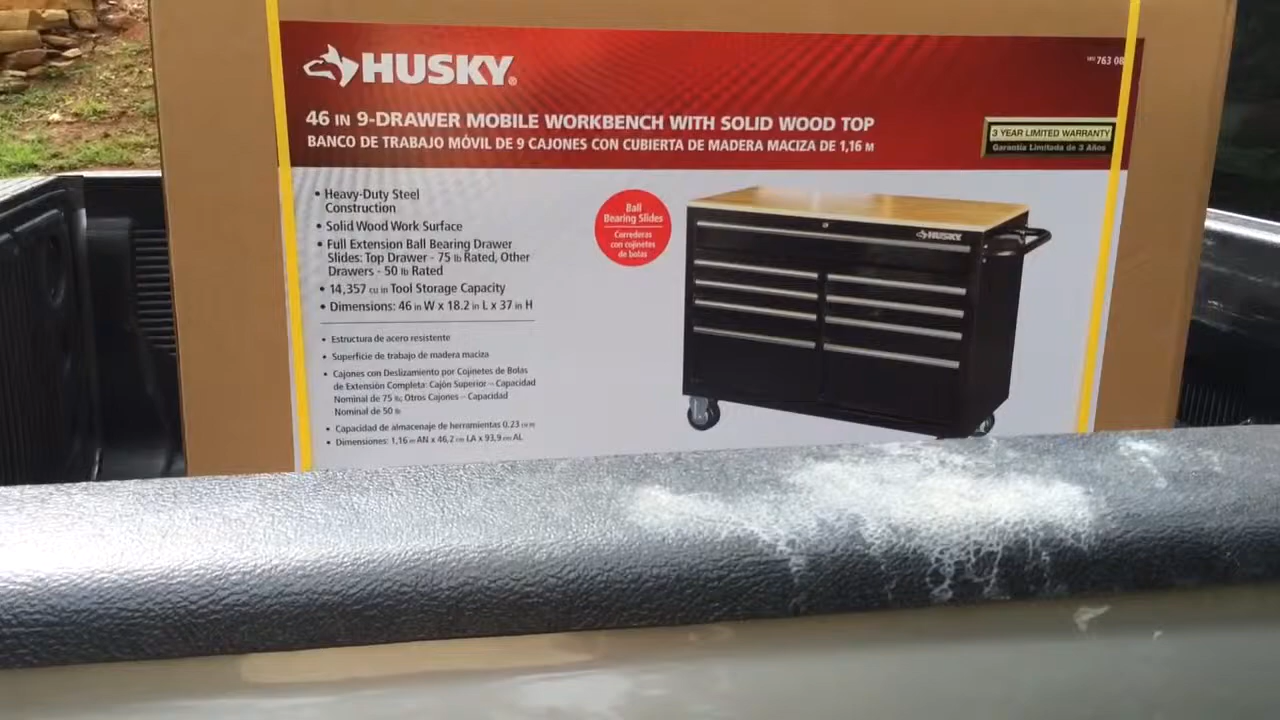 HUSKY®
SKU 763 08
46 IN 9-DRAWER MOBILE WORKBENCH WITH SOLID WOOD TOP
BANCO DE TRABAJO MÓVIL DE 9 CAJONES CON CUBIERTA DE MADERA MACIZA DE 1,16 M
3 YEAR LIMITED WARRANTY
Garantía Limitada de 3 Años
• Heavy-Duty Steel
Construction
• Solid Wood Work Surface
• Full Extension Ball Bearing Drawer
Slides: Top Drawer - 75 lb Rated, Other
Drawers - 50 lb Rated
• 14,357 cu in Tool Storage Capacity
• Dimensions: 46 in W x 18.2 in L x 37 in H
• Estructura de acero resistente
• Superficie de trabajo de madera maciza
• Cajones con Deslizamiento por Cojinetes de Bolas
de Extensión Completa: Cajón Superior – Capacidad
Nominal de 75 lb; Otros Cajones – Capacidad
Nominal de 50 lb
• Capacidad de almacenaje de herramientas 0,23
• Dimensiones: 1,16 m AN x 46,2 cm LA x 93,9 cm AL
Ball
Bearing Slides
Correderas
con cojinetes
de bolas
HUSKY